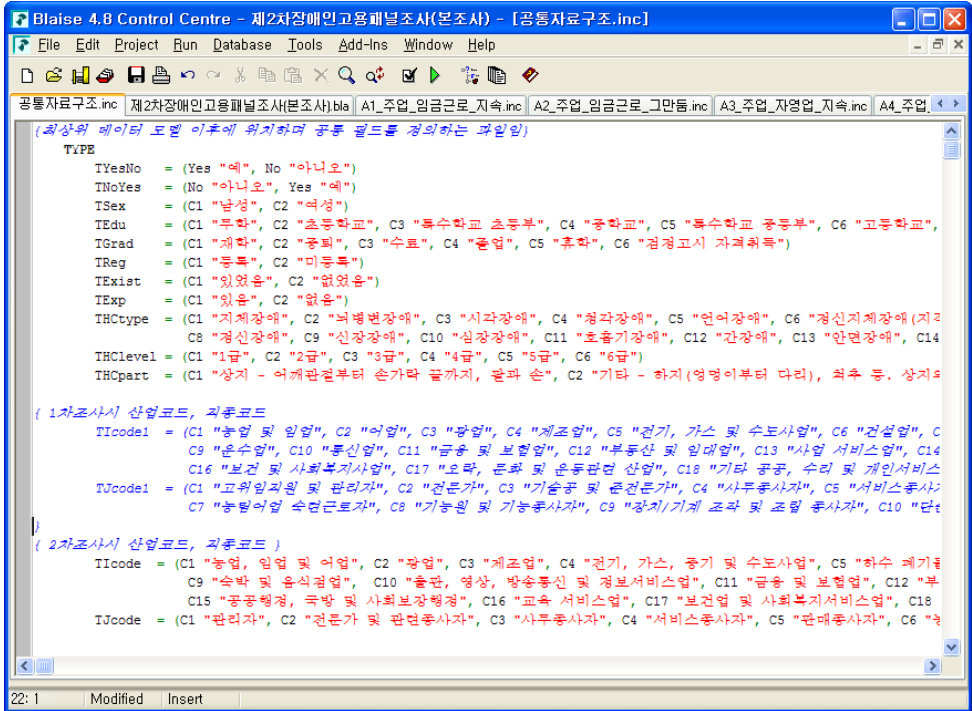 Blaise 4.8 Control Centre - 제2차장애인고용패널조사(본조사) - [공통자료구조.inc]
File Edit Project Run Database Tools Add-Ins Window Help
공통자료구조.inc 제2차장애인고용패널조사(본조사).bla A1_주업_임금근로_지속.inc A2_주업_임금근로_그만둠.inc A3_주업_자영업_지속.inc A4_주업_
{최상위 데이터 모델 이후에 위치하며 공통 필드를 정의하는 파일임}
TYPE
TYesNo = (Yes "예", No "아니오")
TNoYes = (No "아니오", Yes "예")
TSex = (C1 "남성", C2 "여성")
TEdu = (C1 "무학", C2 "초등학교", C3 "특수학교 초등부", C4 "중학교", C5 "특수학교 중등부", C6 "고등학교",
TGrad = (C1 "재학", C2 "중퇴", C3 "수료", C4 "졸업", C5 "휴학", C6 "검정고시 자격취득")
TReg = (C1 "등록", C2 "미등록")
TExist = (C1 "있었음", C2 "없었음")
TExp = (C1 "있음", C2 "없음")
THCtype = (C1 "지체장애", C2 "뇌병변장애", C3 "시각장애", C4 "청각장애", C5 "언어장애", C6 "정신지체장애(지적
C8 "정신장애", C9 "신장장애", C10 "심장장애", C11 "호흡기장애", C12 "간장애", C13 "안면장애", C14
THClevel = (C1 "1급", C2 "2급", C3 "3급", C4 "4급", C5 "5급", C6 "6급")
THCpart = (C1 "상지 - 어깨관절부터 손가락 끝까지, 팔과 손", C2 "기타 - 하지(엉덩이부터 다리), 척추 등. 상지외
{ 1차조사시 산업코드, 직종코드
TIcode1 = (C1 "농업 및 임업", C2 "어업", C3 "광업", C4 "제조업", C5 "전기, 가스 및 수도사업", C6 "건설업", C
C9 "운수업", C10 "통신업", C11 "금융 및 보험업", C12 "부동산 및 임대업", C13 "사업 서비스업", C14
C16 "보건 및 사회복지사업", C17 "오락, 문화 및 운동관련 산업", C18 "기타 공공, 수리 및 개인서비스
TJcode1 = (C1 "고위임직원 및 관리자", C2 "전문가", C3 "기술공 및 준전문가", C4 "사무종사자", C5 "서비스종사자
C7 "농림어업 숙련근로자", C8 "기능원 및 기능종사자", C9 "장치/기계 조작 및 조립 종사자", C10 "단순
}
{ 2차조사시 산업코드, 직종코드 }
TIcode = (C1 "농업, 임업 및 어업", C2 "광업", C3 "제조업", C4 "전기, 가스, 증기 및 수도사업", C5 "하수 폐기물
C9 "숙박 및 음식점업", C10 "출판, 영상, 방송통신 및 정보서비스업", C11 "금융 및 보험업", C12 "부
C15 "공공행정, 국방 및 사회보장행정", C16 "교육 서비스업", C17 "보건업 및 사회복지서비스업", C18
TJcode = (C1 "관리자", C2 "전문가 및 관련종사자", C3 "사무종사자", C4 "서비스종사자", C5 "판매종사자", C6 "농
22: 1 Modified Insert